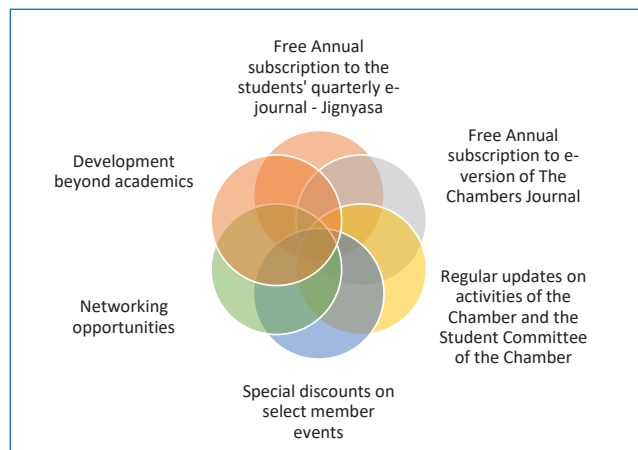 Free Annual
subscription to the
students' quarterly e-
journal - Jignyasa
Free Annual
subscription to e-
version of The
Chambers Journal
Regular updates on
activities of the
Chamber and the
Student Committee
of the Chamber
Special discounts on
select member
events
Networking
opportunities
Development
beyond academics